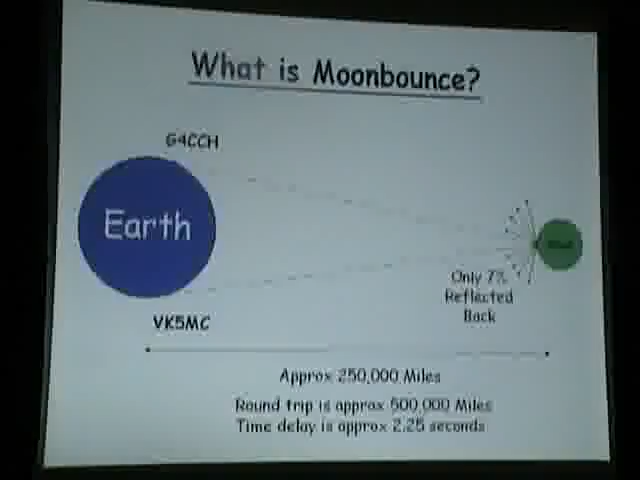 What is Moonbounce?
G4CCH
Earth
Only 7%
Reflected
Back
VK5MC
Approx 250,000 Miles
Round trip is approx 500,000 Miles
Time delay is approx 2.25 seconds